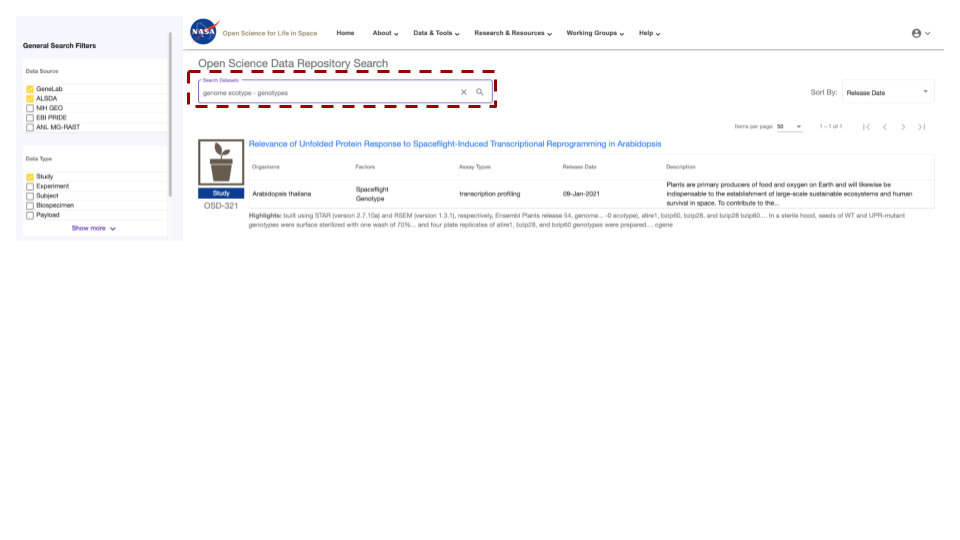 NASA
Open Science for Life in Space
Home
About
Data & Tools
Research & Resources
Working Groups
Help
General Search Filters
Data Source
GeneLab
ALSDA
NIH GEO
EBI PRIDE
ANL MG-RAST
Data Type
Study
Experiment
Subject
Biospecimen
Payload
Show more
Open Science Data Repository Search
Search Datasets
genome ecotype - genotypes
Sort By:
Release Date
Items per page: 50
1 – 1 of 1
Relevance of Unfolded Protein Response to Spaceflight-Induced Transcriptional Reprogramming in Arabidopsis
Organisms
Factors
Assay Types
Release Date
Description
Study
OSD-321
Arabidopsis thaliana
Spaceflight
Genotype
transcription profiling
09-Jan-2021
Plants are primary producers of food and oxygen on Earth and will likewise be
indispensable to the establishment of large-scale sustainable ecosystems and human
survival in space. To contribute to the...
Highlights: built using STAR (version 2.7.10a) and RSEM (version 1.3.1), respectively, Ensembl Plants release 54, genome... -0 ecotype), atire1, bzip60, bzip28, and bzip28 bzip60.... In a sterile hood, seeds of WT and UPR-mutant
genotypes were surface sterilized with one wash of 70%... and four plate replicates of atire1, bzip28, and bzip60 genotypes were prepared.... cgene